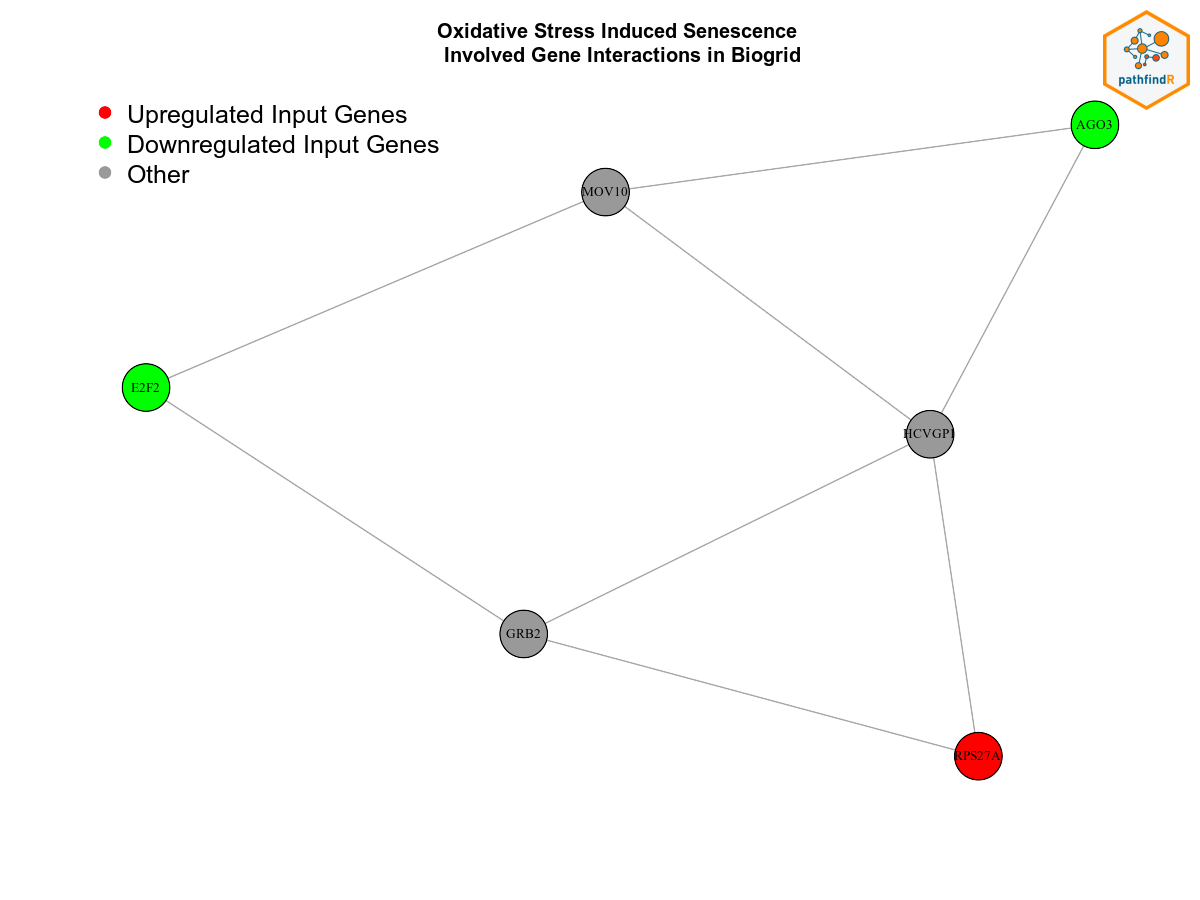 Oxidative Stress Induced Senescence
Involved Gene Interactions in Biogrid
pathfindR
Upregulated Input Genes
Downregulated Input Genes
Other
AGO3
MOV10
E2F2
HCVGP1
GRB2
RPS27A